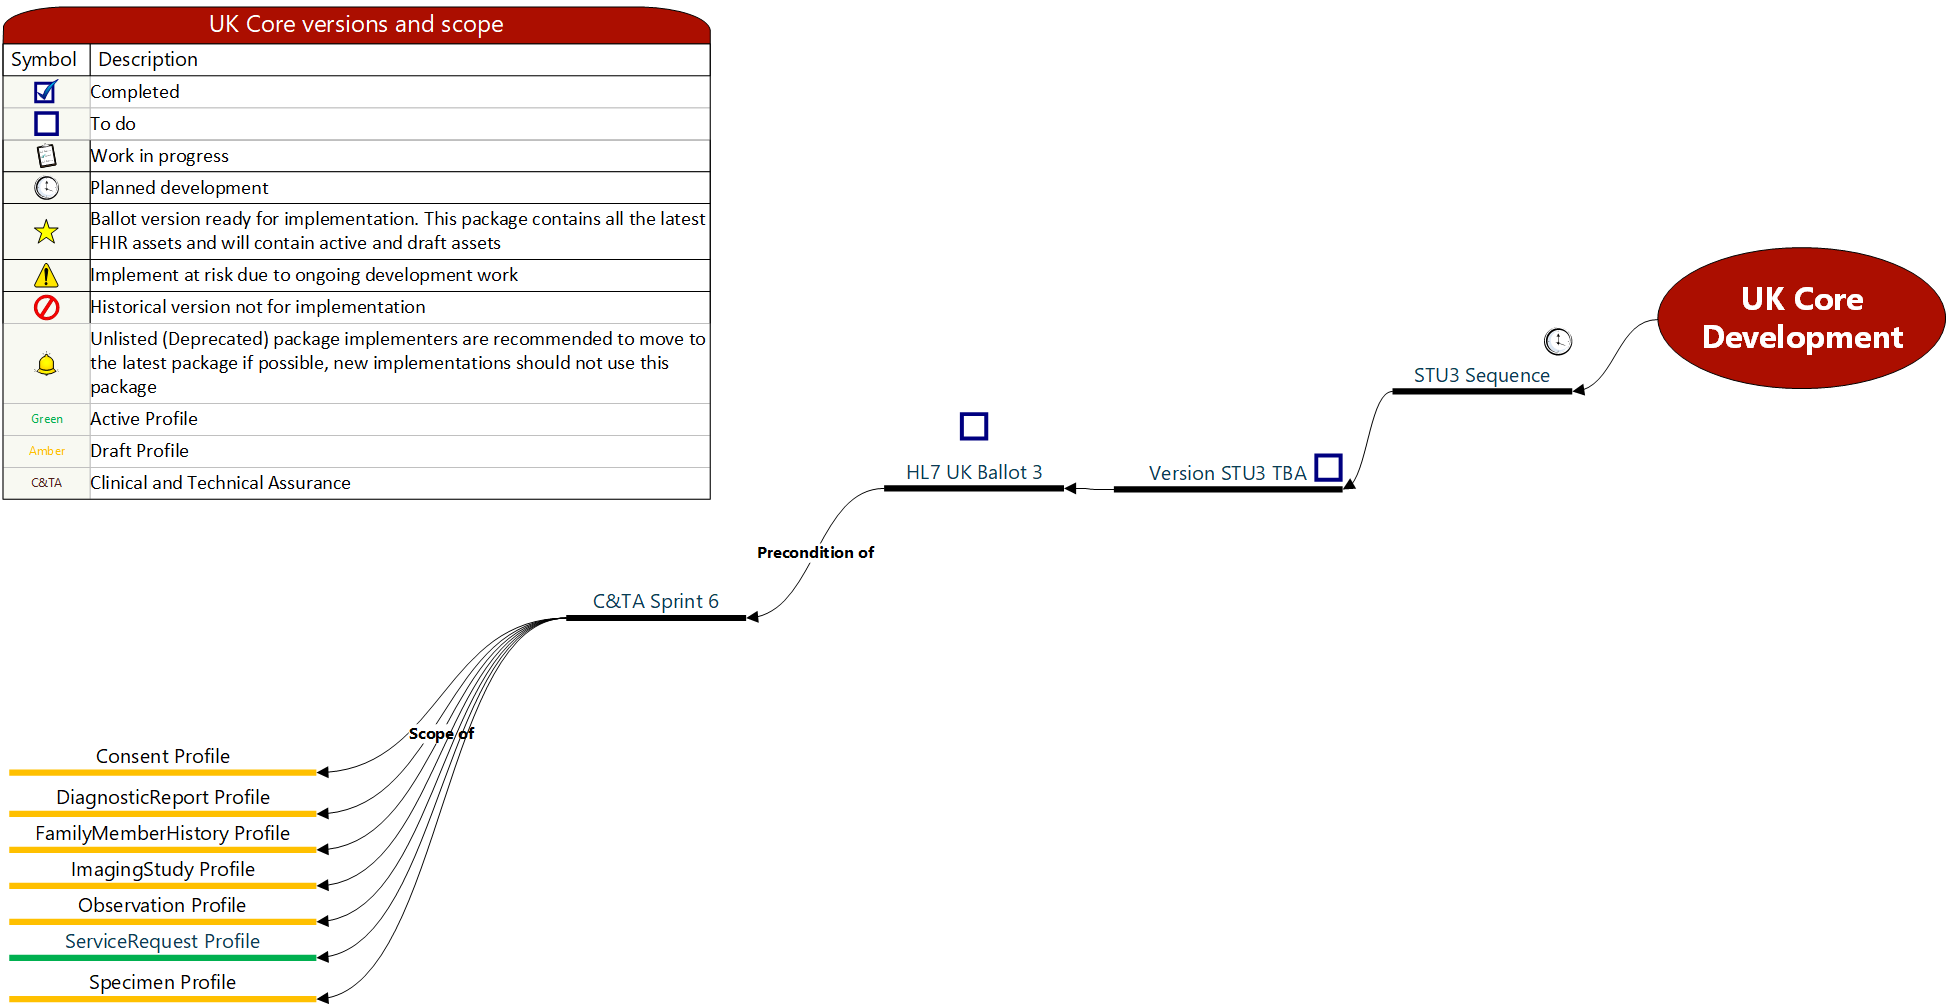 UK Core versions and scope
Symbol Description
Completed
To do
Work in progress
Planned development
Ballot version ready for implementation. This package contains all the latest
FHIR assets and will contain active and draft assets
Implement at risk due to ongoing development work
Historical version not for implementation
Unlisted (Deprecated) package implementers are recommended to move to
the latest package if possible, new implementations should not use this
package
Green Active Profile
Amber Draft Profile
C&TA Clinical and Technical Assurance
UK Core
Development
STU3 Sequence
Version STU3 TBA
HL7 UK Ballot 3
Precondition of
C&TA Sprint 6
Scope of
Consent Profile
DiagnosticReport Profile
FamilyMemberHistory Profile
ImagingStudy Profile
Observation Profile
ServiceRequest Profile
Specimen Profile